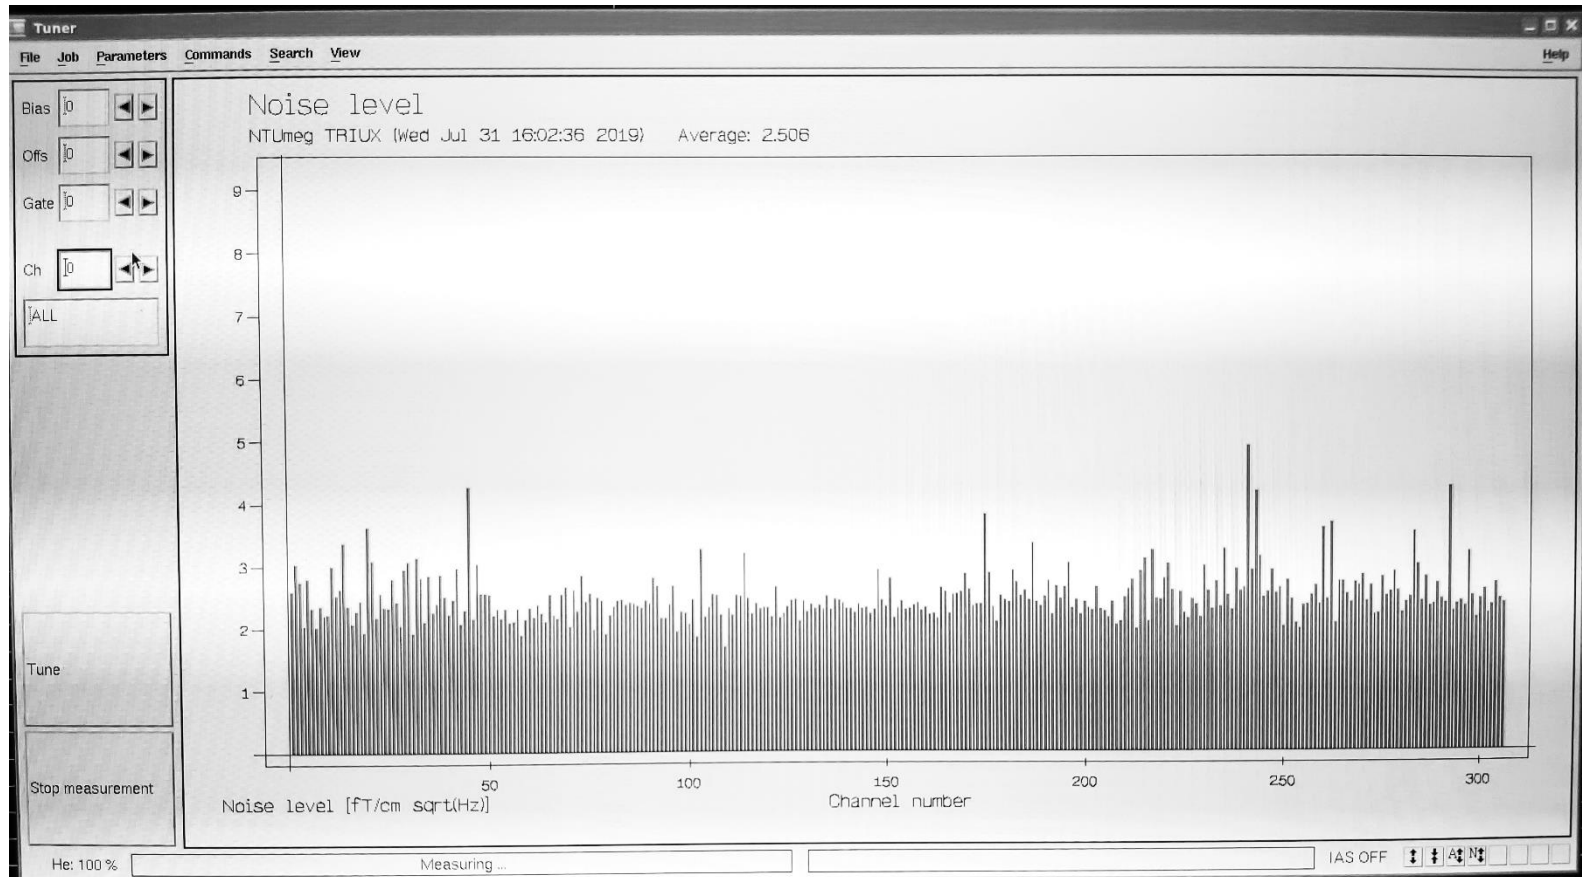 Tuner
File Job Parameters Commands Search View Help
Bias 0
Offs 0
Gate 0
Ch 0
ALL
Tune
Stop measurement
Noise level
NTUmeg TRIUX (Wed Jul 31 16:02:36 2019) Average: 2.506
9
8
7
6
5
4
3
2
1
50 100 150 200 250 300
Noise level [fT/cm sqrt(Hz)]
Channel number
He: 100 %
Measuring ...
IAS OFF
A N